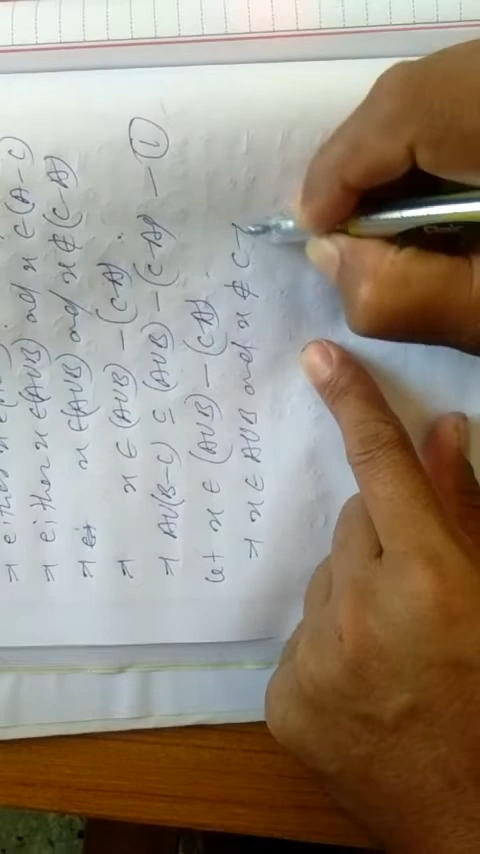 ⇒ either x ∈ (A∪B) and x ∈ (A-C)
⇒ x ∈ (A∪B) and x ∉ (C-A)
⇒ x ∈ (A∪B) - (C-A)
⇒ A∪(B-C) ⊆ (A∪B) - (C-A) — ①
let x ∈ (A∪B) - (C-A).
⇒ x ∈ A∪B and x ∉ C-